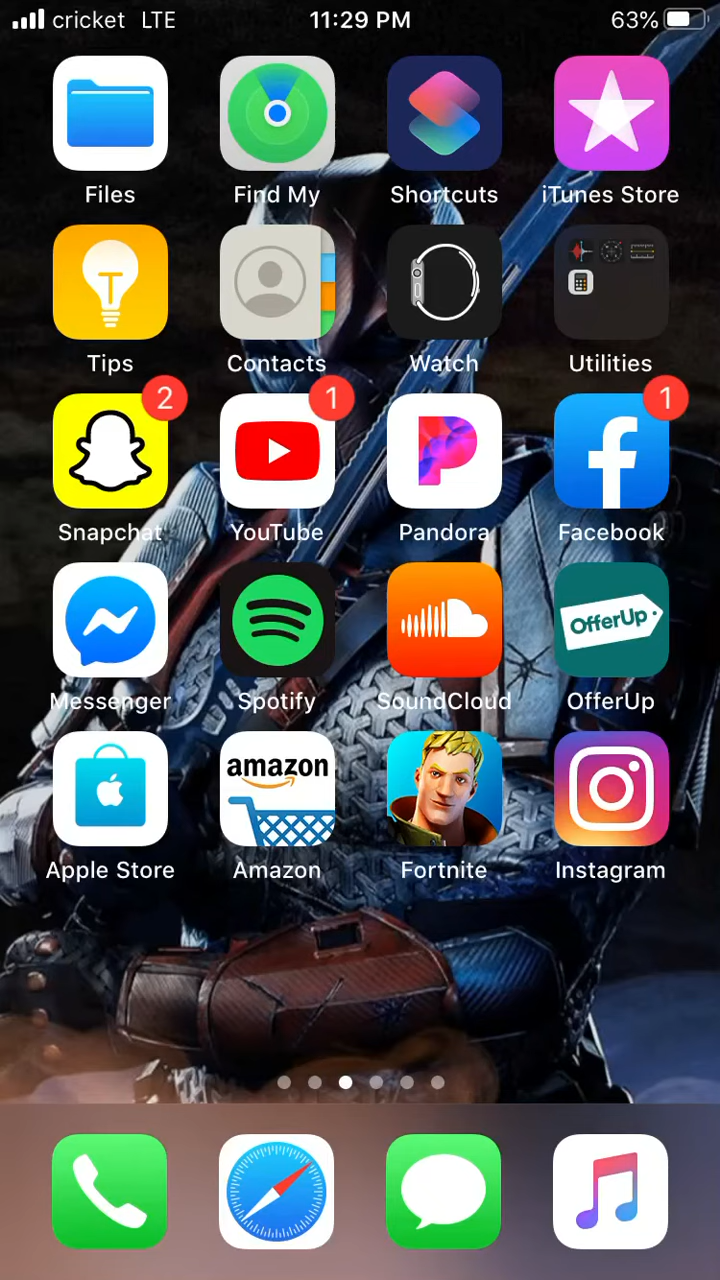 cricket LTE 11:29 PM 63%
Files Find My Shortcuts iTunes Store
Tips Contacts Watch Utilities
2 1 1
Snapchat YouTube Pandora Facebook
OfferUp
Messenger Spotify SoundCloud OfferUp
amazon
Apple Store Amazon Fortnite Instagram